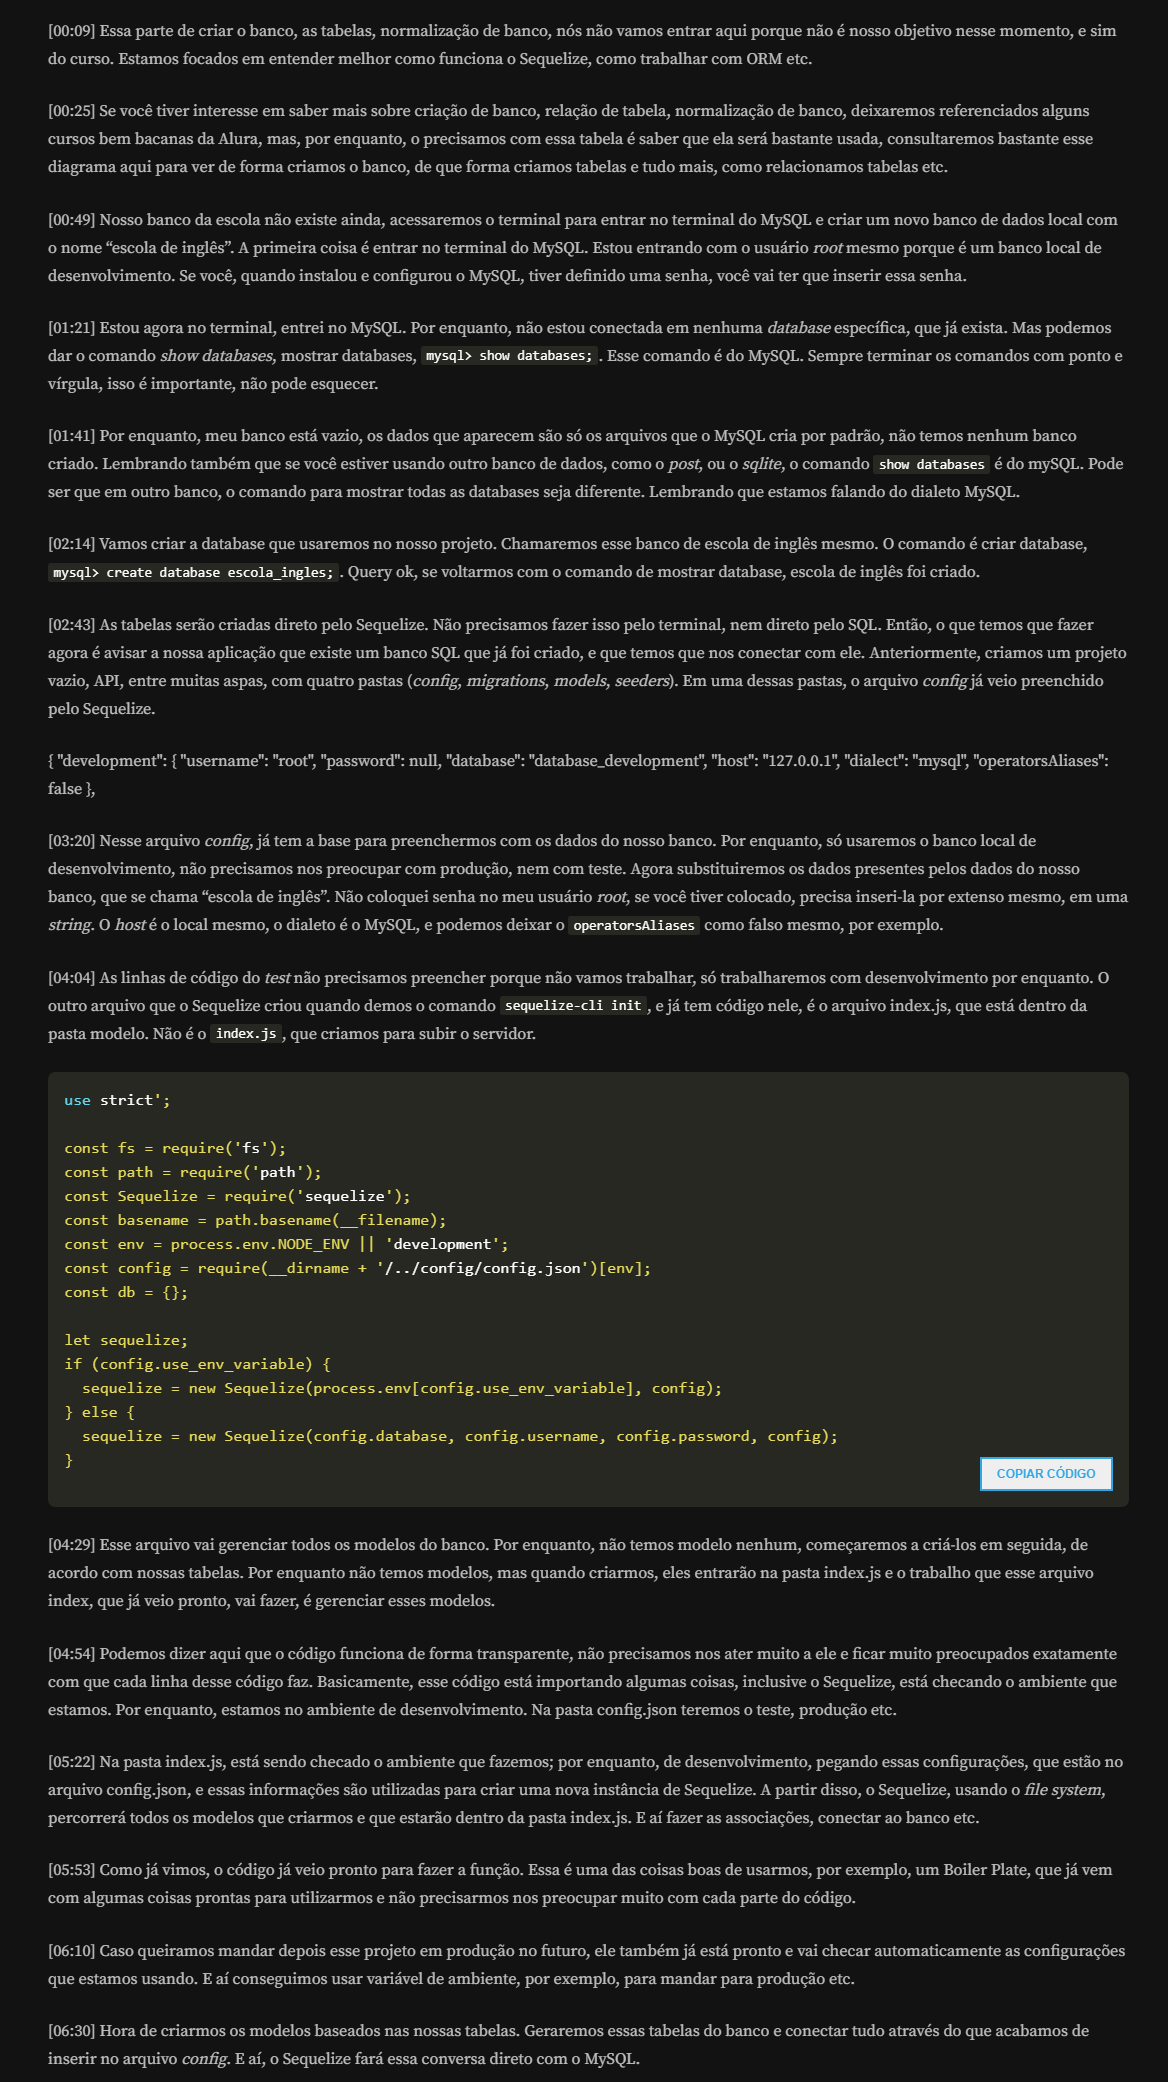 [00:09] Essa parte de criar o banco, as tabelas, normalização de banco, nós não vamos entrar aqui porque não é nosso objetivo nesse momento, e sim
do curso. Estamos focados em entender melhor como funciona o Sequelize, como trabalhar com ORM etc.
[00:25] Se você tiver interesse em saber mais sobre criação de banco, relação de tabela, normalização de banco, deixaremos referenciados alguns
cursos bem bacanas da Alura, mas, por enquanto, o precisamos com essa tabela é saber que ela será bastante usada, consultaremos bastante esse
diagrama aqui para ver de forma criamos o banco, de que forma criamos tabelas e tudo mais, como relacionamos tabelas etc.
[00:49] Nosso banco da escola não existe ainda, acessaremos o terminal para entrar no terminal do MySQL e criar um novo banco de dados local com
o nome “escola de inglês”. A primeira coisa é entrar no terminal do MySQL. Estou entrando com o usuário root mesmo porque é um banco local de
desenvolvimento. Se você, quando instalou e configurou o MySQL, tiver definido uma senha, você vai ter que inserir essa senha.
[01:21] Estou agora no terminal, entrei no MySQL. Por enquanto, não estou conectada em nenhuma database específica, que já exista. Mas podemos
dar o comando show databases, mostrar databases, mysql> show databases; . Esse comando é do MySQL. Sempre terminar os comandos com ponto e
vírgula, isso é importante, não pode esquecer.
[01:41] Por enquanto, meu banco está vazio, os dados que aparecem são só os arquivos que o MySQL cria por padrão, não temos nenhum banco
criado. Lembrando também que se você estiver usando outro banco de dados, como o post, ou o sqlite, o comando show databases é do mySQL. Pode
ser que em outro banco, o comando para mostrar todas as databases seja diferente. Lembrando que estamos falando do dialeto MySQL.
[02:14] Vamos criar a database que usaremos no nosso projeto. Chamaremos esse banco de escola de inglês mesmo. O comando é criar database,
mysql> create database escola_ingles; . Query ok, se voltarmos com o comando de mostrar database, escola de inglês foi criado.
[02:43] As tabelas serão criadas direto pelo Sequelize. Não precisamos fazer isso pelo terminal, nem direto pelo SQL. Então, o que temos que fazer
agora é avisar a nossa aplicação que existe um banco SQL que já foi criado, e que temos que nos conectar com ele. Anteriormente, criamos um projeto
vazio, API, entre muitas aspas, com quatro pastas (config, migrations, models, seeders). Em uma dessas pastas, o arquivo config já veio preenchido
pelo Sequelize.
{ "development": { "username": "root", "password": null, "database": "database_development", "host": "127.0.0.1", "dialect": "mysql", "operatorsAliases":
false },
[03:20] Nesse arquivo config, já tem a base para preenchermos com os dados do nosso banco. Por enquanto, só usaremos o banco local de
desenvolvimento, não precisamos nos preocupar com produção, nem com teste. Agora substituiremos os dados presentes pelos dados do nosso
banco, que se chama “escola de inglês”. Não coloquei senha no meu usuário root, se você tiver colocado, precisa inseri-la por extenso mesmo, em uma
string. O host é o local mesmo, o dialeto é o MySQL, e podemos deixar o operatorsAliases como falso mesmo, por exemplo.
[04:04] As linhas de código do test não precisamos preencher porque não vamos trabalhar, só trabalharemos com desenvolvimento por enquanto. O
outro arquivo que o Sequelize criou quando demos o comando sequelize-cli init , e já tem código nele, é o arquivo index.js, que está dentro da
pasta modelo. Não é o index.js , que criamos para subir o servidor.
use strict';
const fs = require('fs');
const path = require('path');
const Sequelize = require('sequelize');
const basename = path.basename(__filename);
const env = process.env.NODE_ENV || 'development';
const config = require(__dirname + '/../config/config.json')[env];
const db = {};
let sequelize;
if (config.use_env_variable) {
  sequelize = new Sequelize(process.env[config.use_env_variable], config);
} else {
  sequelize = new Sequelize(config.database, config.username, config.password, config);
}
COPIAR CÓDIGO
[04:29] Esse arquivo vai gerenciar todos os modelos do banco. Por enquanto, não temos modelo nenhum, começaremos a criá-los em seguida, de
acordo com nossas tabelas. Por enquanto não temos modelos, mas quando criarmos, eles entrarão na pasta index.js e o trabalho que esse arquivo
index, que já veio pronto, vai fazer, é gerenciar esses modelos.
[04:54] Podemos dizer aqui que o código funciona de forma transparente, não precisamos nos ater muito a ele e ficar muito preocupados exatamente
com que cada linha desse código faz. Basicamente, esse código está importando algumas coisas, inclusive o Sequelize, está checando o ambiente que
estamos. Por enquanto, estamos no ambiente de desenvolvimento. Na pasta config.json teremos o teste, produção etc.
[05:22] Na pasta index.js, está sendo checado o ambiente que fazemos; por enquanto, de desenvolvimento, pegando essas configurações, que estão no
arquivo config.json, e essas informações são utilizadas para criar uma nova instância de Sequelize. A partir disso, o Sequelize, usando o file system,
percorrerá todos os modelos que criarmos e que estarão dentro da pasta index.js. E aí fazer as associações, conectar ao banco etc.
[05:53] Como já vimos, o código já veio pronto para fazer a função. Essa é uma das coisas boas de usarmos, por exemplo, um Boiler Plate, que já vem
com algumas coisas prontas para utilizarmos e não precisarmos nos preocupar muito com cada parte do código.
[06:10] Caso queiramos mandar depois esse projeto em produção no futuro, ele também já está pronto e vai checar automaticamente as configurações
que estamos usando. E aí conseguimos usar variável de ambiente, por exemplo, para mandar para produção etc.
[06:30] Hora de criarmos os modelos baseados nas nossas tabelas. Geraremos essas tabelas do banco e conectar tudo através do que acabamos de
inserir no arquivo config. E aí, o Sequelize fará essa conversa direto com o MySQL.